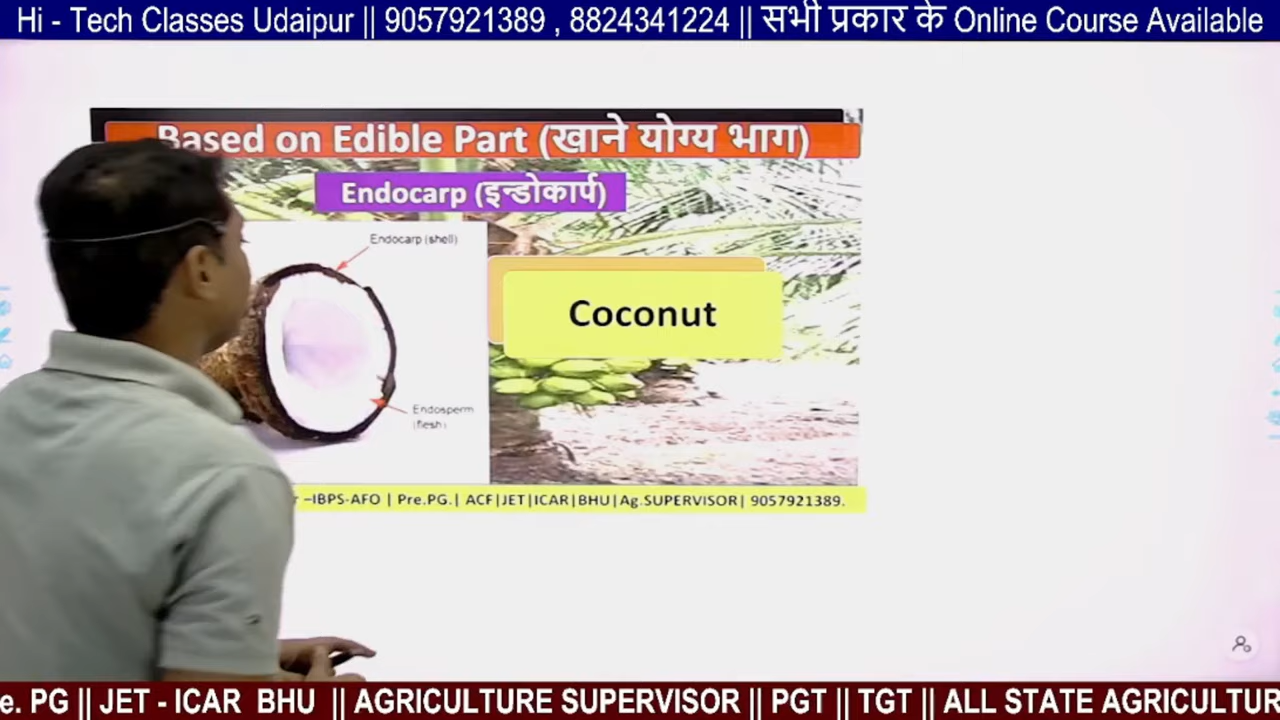 Hi - Tech Classes Udaipur || 9057921389 , 8824341224 || सभी प्रकार के Online Course Available
Based on Edible Part (खाने योग्य भाग)
Endocarp (इन्डोकार्प)
Endocarp (shell)
Coconut
Endosperm
(flesh)
–IBPS-AFO | Pre.PG.| ACF|JET|ICAR|BHU|Ag.SUPERVISOR| 9057921389.
e. PG || JET - ICAR BHU || AGRICULTURE SUPERVISOR || PGT || TGT || ALL STATE AGRICULTUR